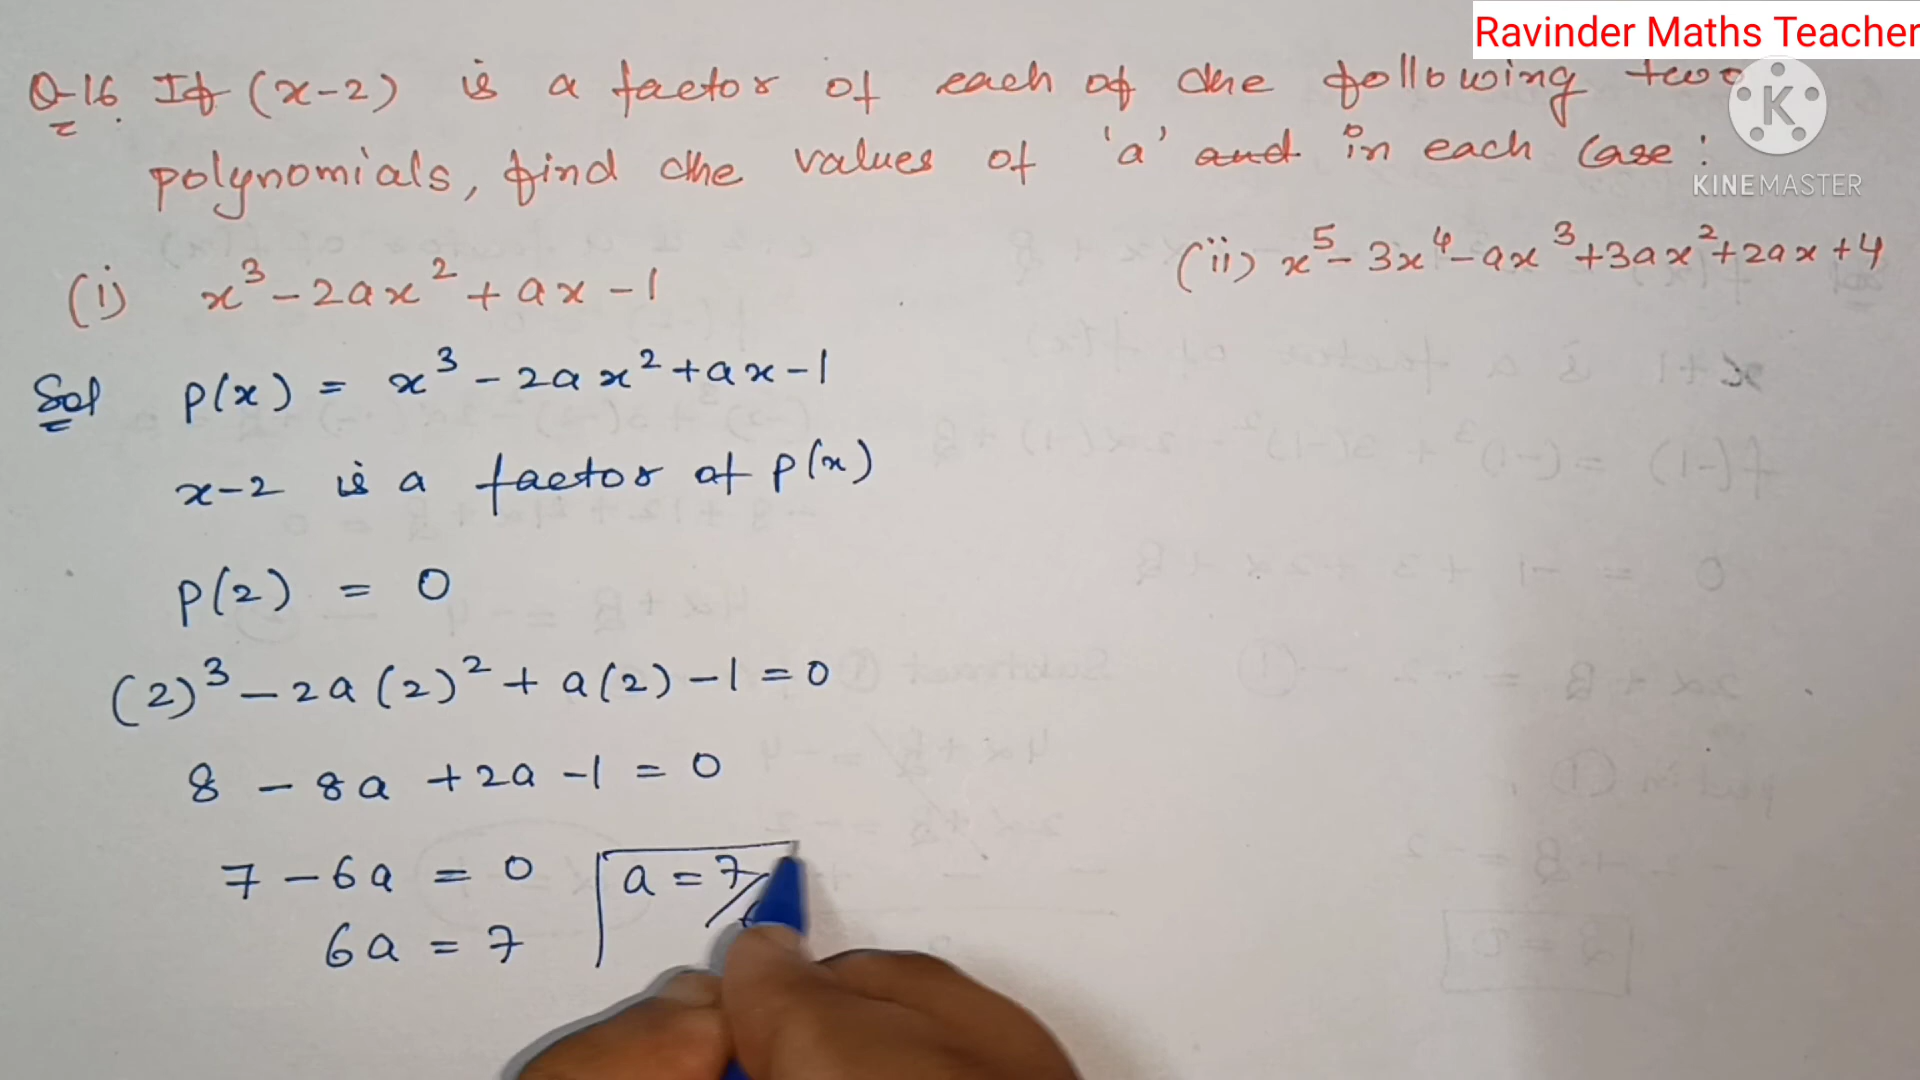 Ravinder Maths Teacher
Q-16. If (x-2) is a factor of each of the following two
polynomials, find the values of 'a' and in each case:
KINEMASTER
(i) x³ - 2ax² + ax - 1
(ii) x⁵ - 3x⁴ - ax³ + 3ax² + 2ax + 4
Sol p(x) = x³ - 2ax² + ax - 1
x-2 is a factor of p(x)
p(2) = 0
(2)³ - 2a(2)² + a(2) - 1 = 0
8 - 8a + 2a - 1 = 0
7 - 6a = 0
a = 7/
6a = 7